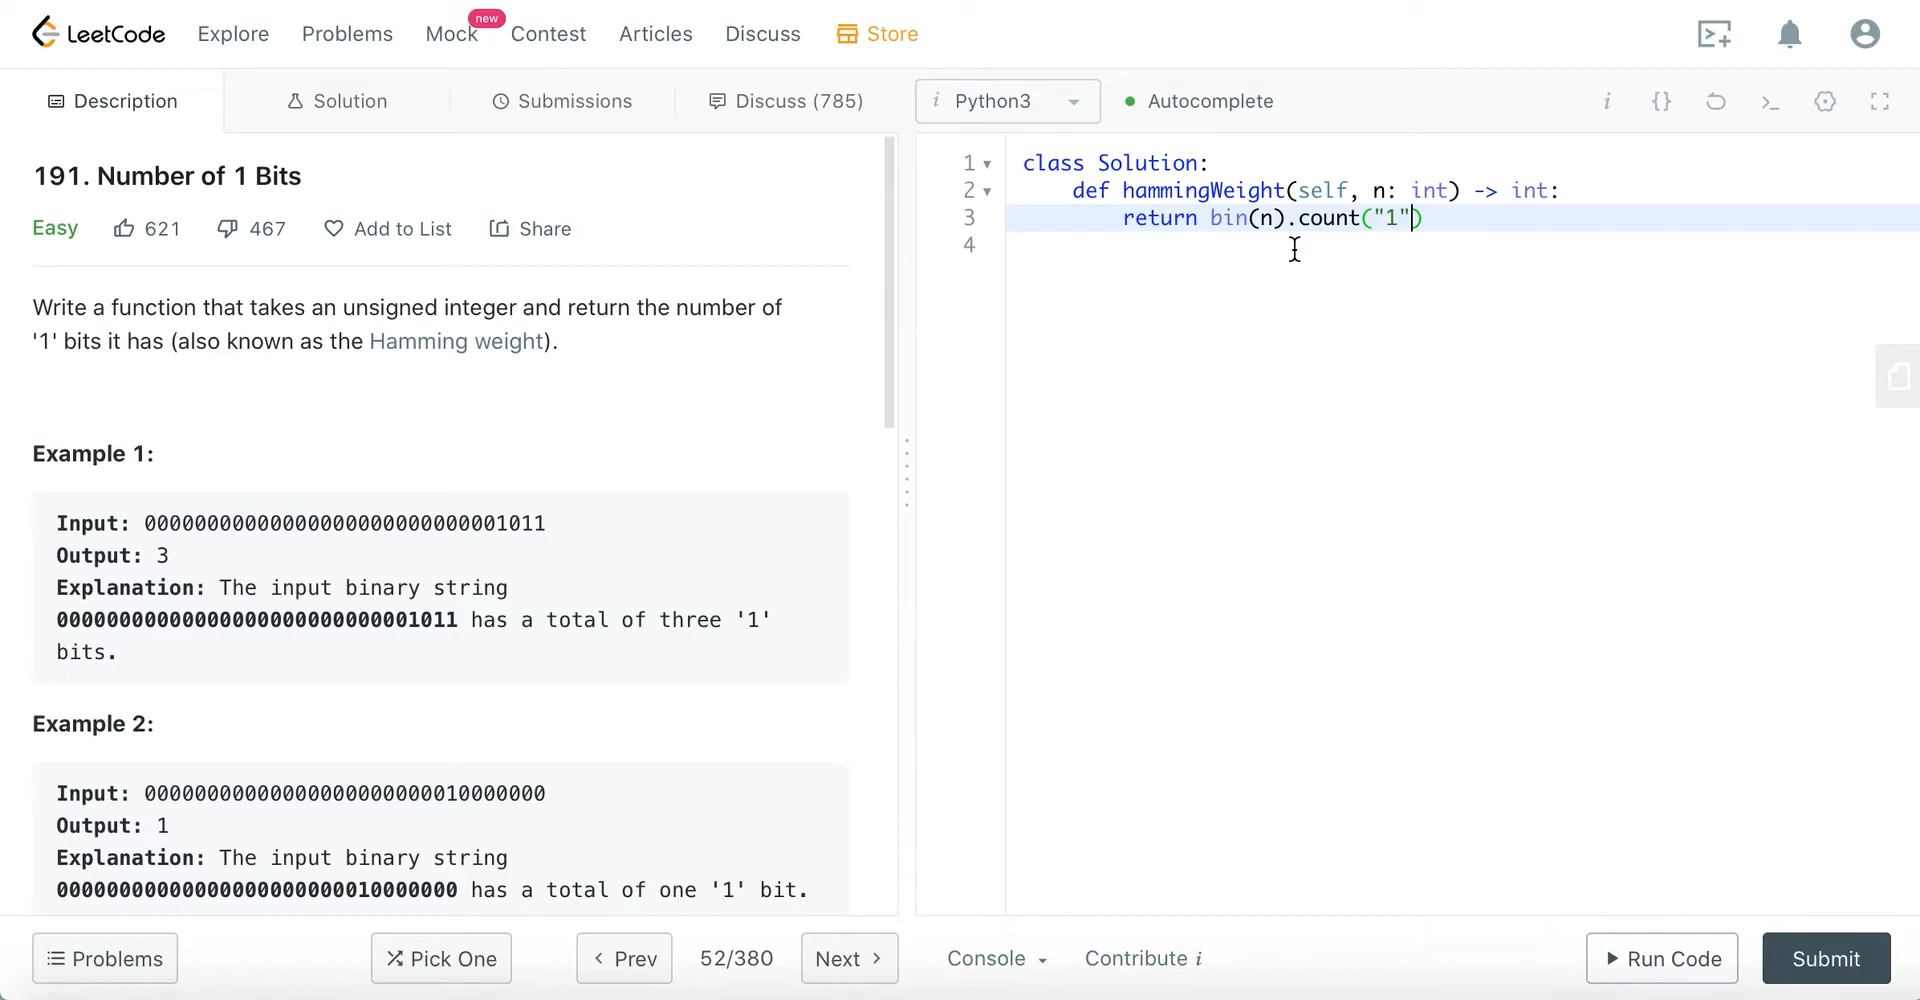 LeetCode Explore Problems Mock new Contest Articles Discuss Store
Description Solution Submissions Discuss (785)
i Python3 Autocomplete i {}
191. Number of 1 Bits
Easy 621 467 Add to List Share
Write a function that takes an unsigned integer and return the number of
'1' bits it has (also known as the Hamming weight).
Example 1:
Input: 00000000000000000000000000001011
Output: 3
Explanation: The input binary string
00000000000000000000000000001011 has a total of three '1'
bits.
Example 2:
Input: 00000000000000000000000010000000
Output: 1
Explanation: The input binary string
00000000000000000000000010000000 has a total of one '1' bit.
1 class Solution:
2 def hammingWeight(self, n: int) -> int:
3 return bin(n).count("1")
4
Problems Pick One Prev 52/380 Next
Console Contribute i Run Code Submit